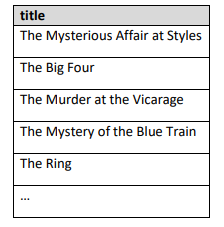 title
The Mysterious Affair at Styles
The Big Four
The Murder at the Vicarage
The Mystery of the Blue Train
The Ring
...